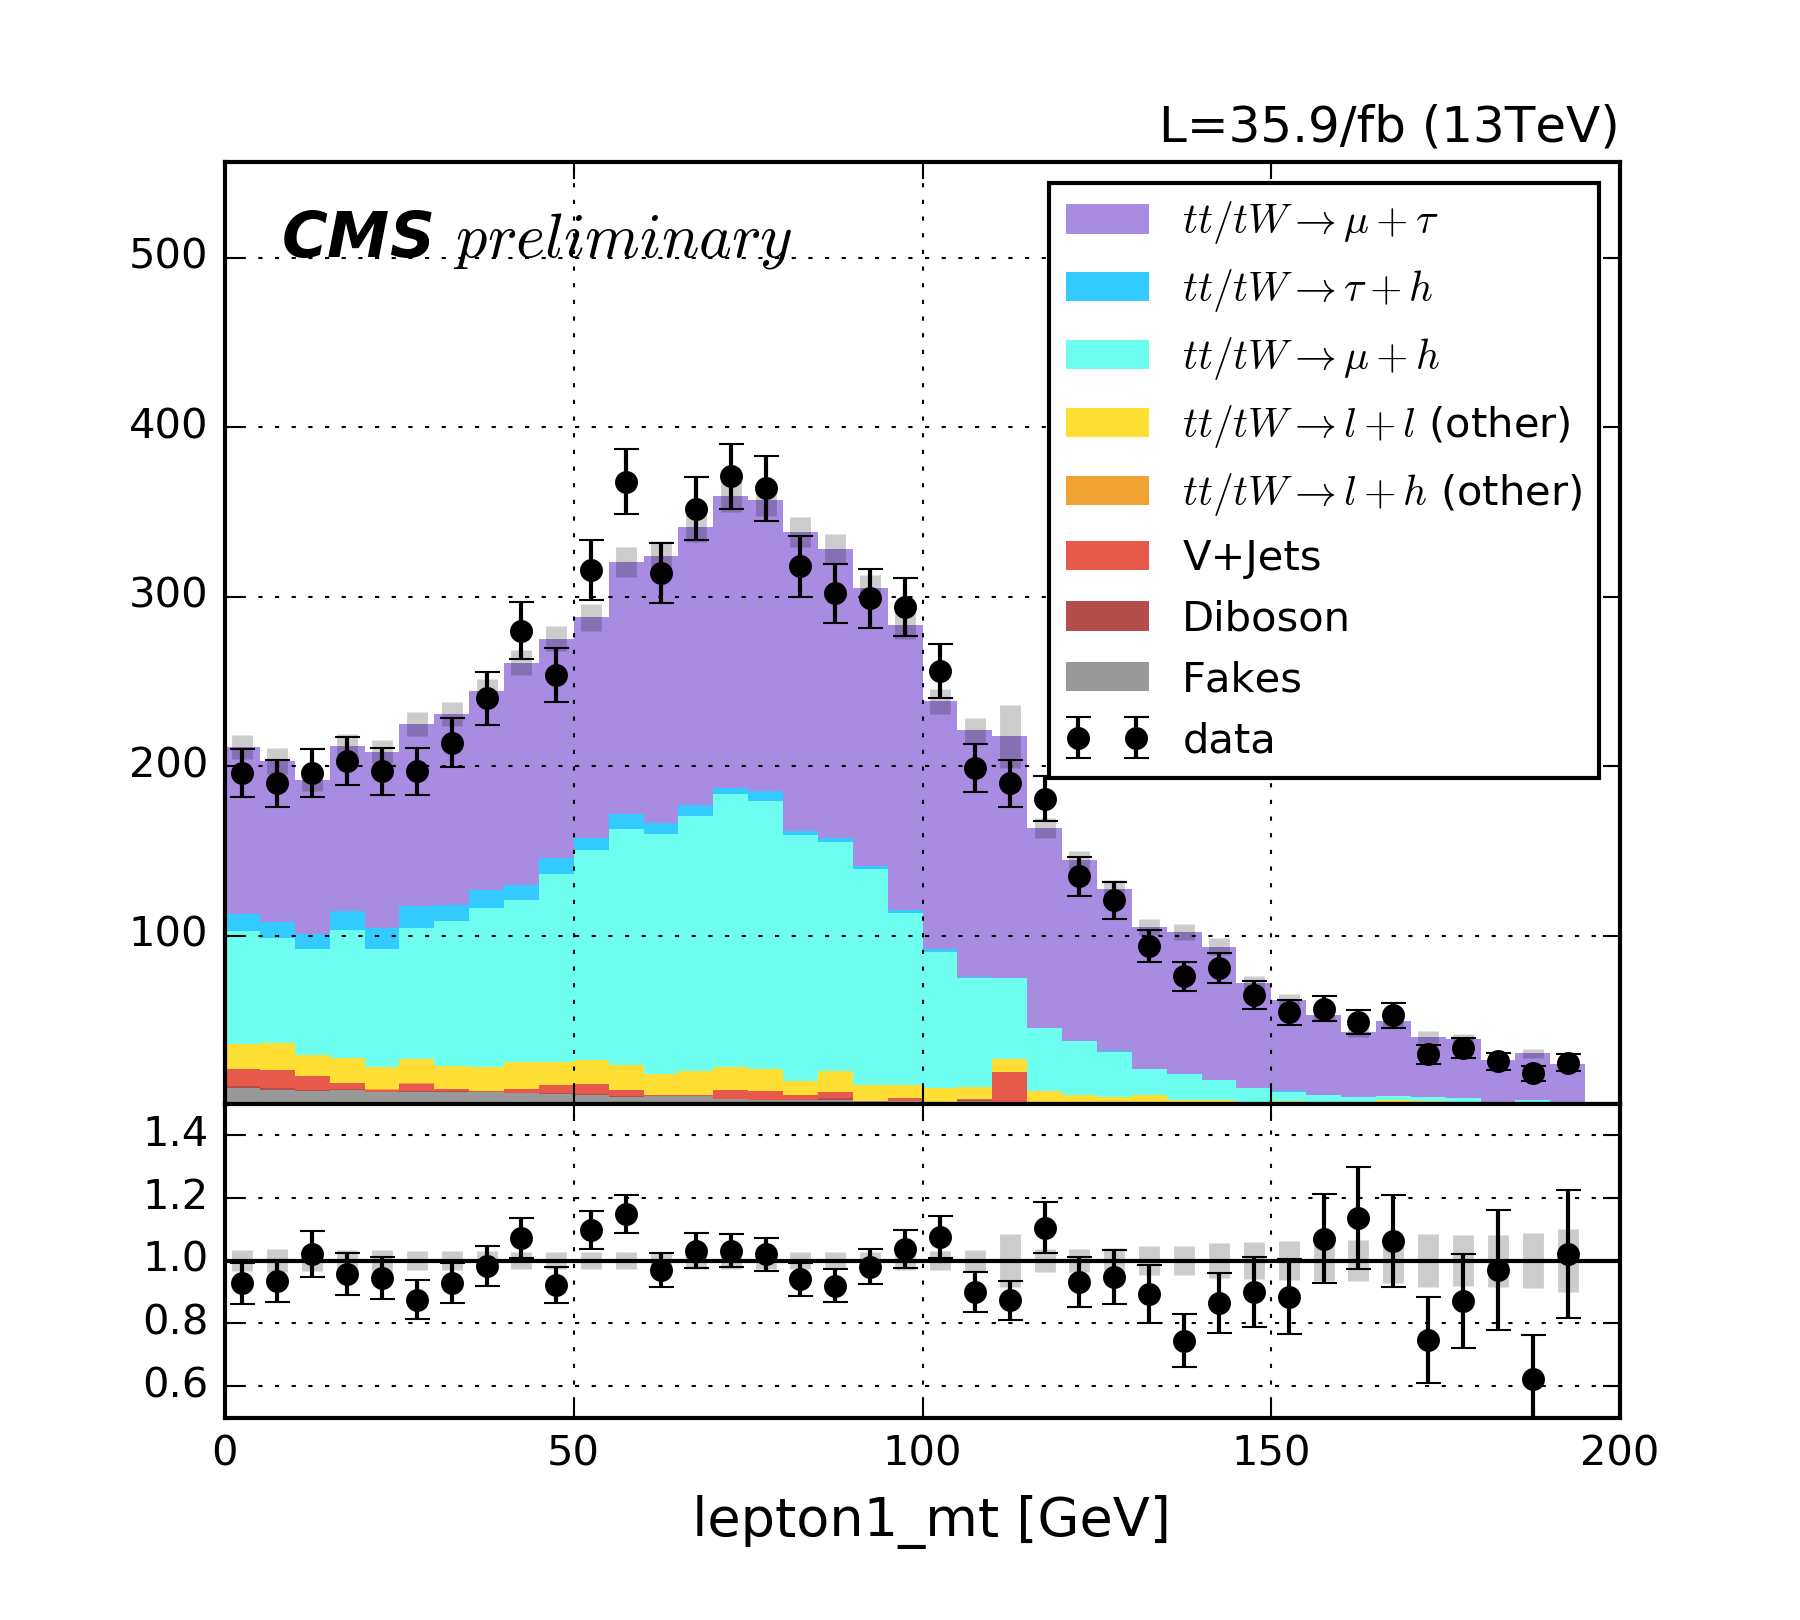 L=35.9/fb (13TeV)
CMS preliminary
500
400
300
200
100
tt/tW → μ + τ
tt/tW → τ + h
tt/tW → μ + h
tt/tW → l + l (other)
tt/tW → l + h (other)
V+Jets
Diboson
Fakes
data
1.4
1.2
1.0
0.8
0.6
0 50 100 150 200
lepton1_mt [GeV]